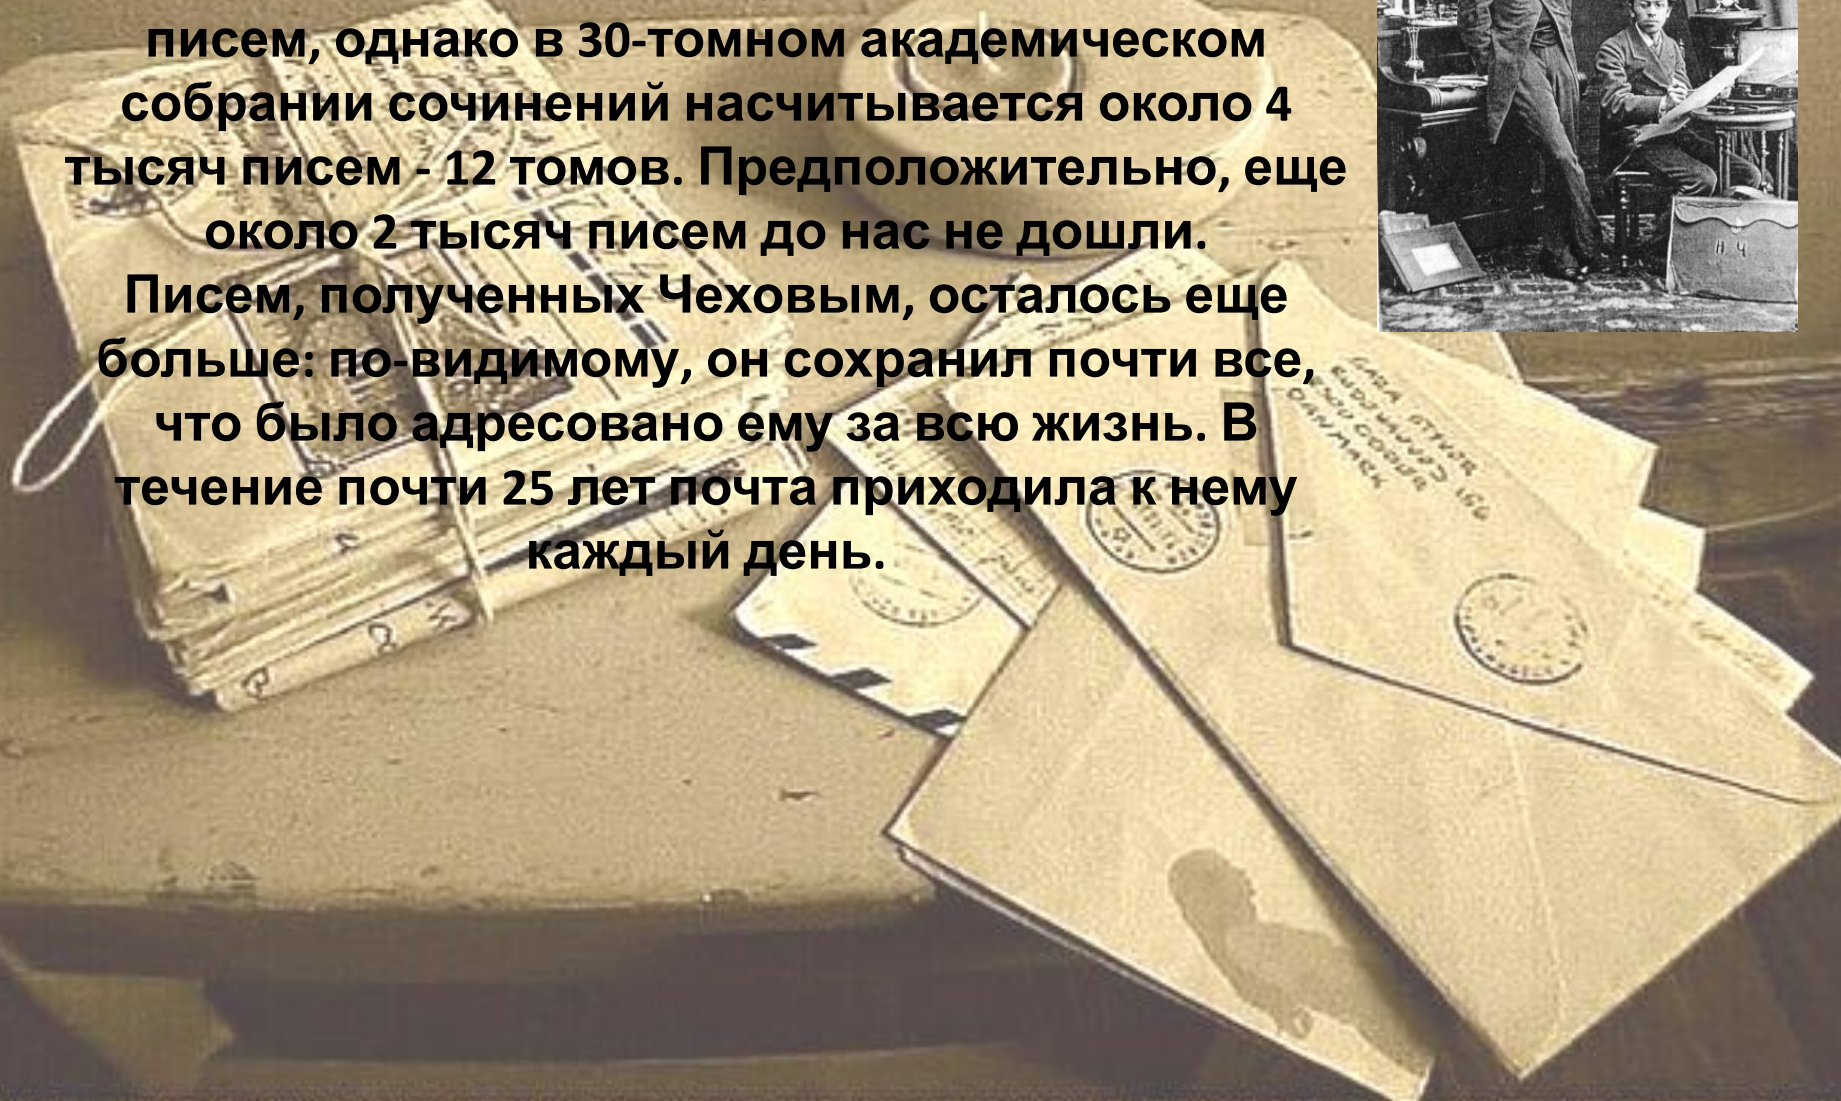 писем, однако в 30-томном академическом
собрании сочинений насчитывается около 4
тысяч писем - 12 томов. Предположительно, еще
около 2 тысяч писем до нас не дошли.
Писем, полученных Чеховым, осталось еще
больше: по-видимому, он сохранил почти все,
что было адресовано ему за всю жизнь. В
течение почти 25 лет почта приходила к нему
каждый день.
DANMARK